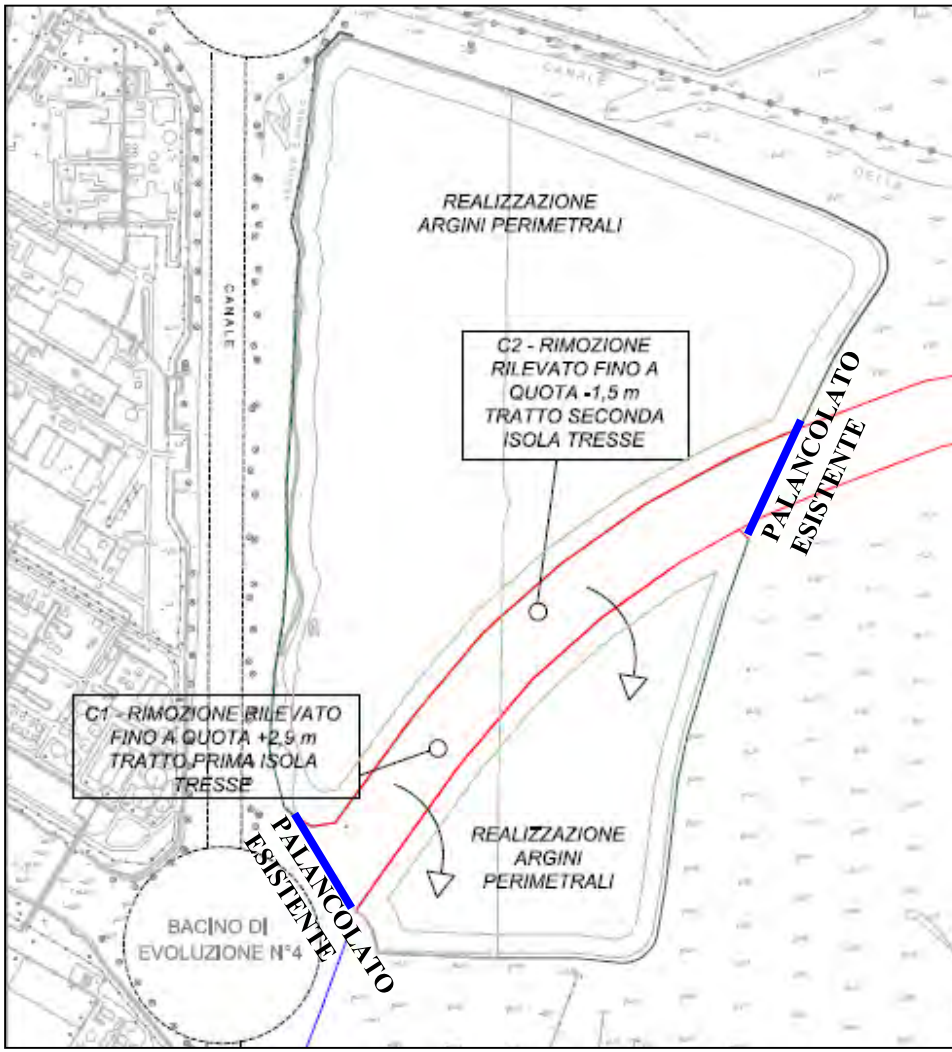 CANALE
DELLA
REALIZZAZIONE
ARGINI PERIMETRALI
CANALE
C2 - RIMOZIONE
RILEVATO FINO A
QUOTA -1,5 m
TRATTO SECONDA
ISOLA TRESSE
PALANCOLATO
ESISTENTE
C1 - RIMOZIONE RILEVATO
FINO A QUOTA +2,9 m
TRATTO PRIMA ISOLA
TRESSE
PALANCOLATO
ESISTENTE
REALIZZAZIONE
ARGINI
PERIMETRALI
BACINO DI
EVOLUZIONE N°4